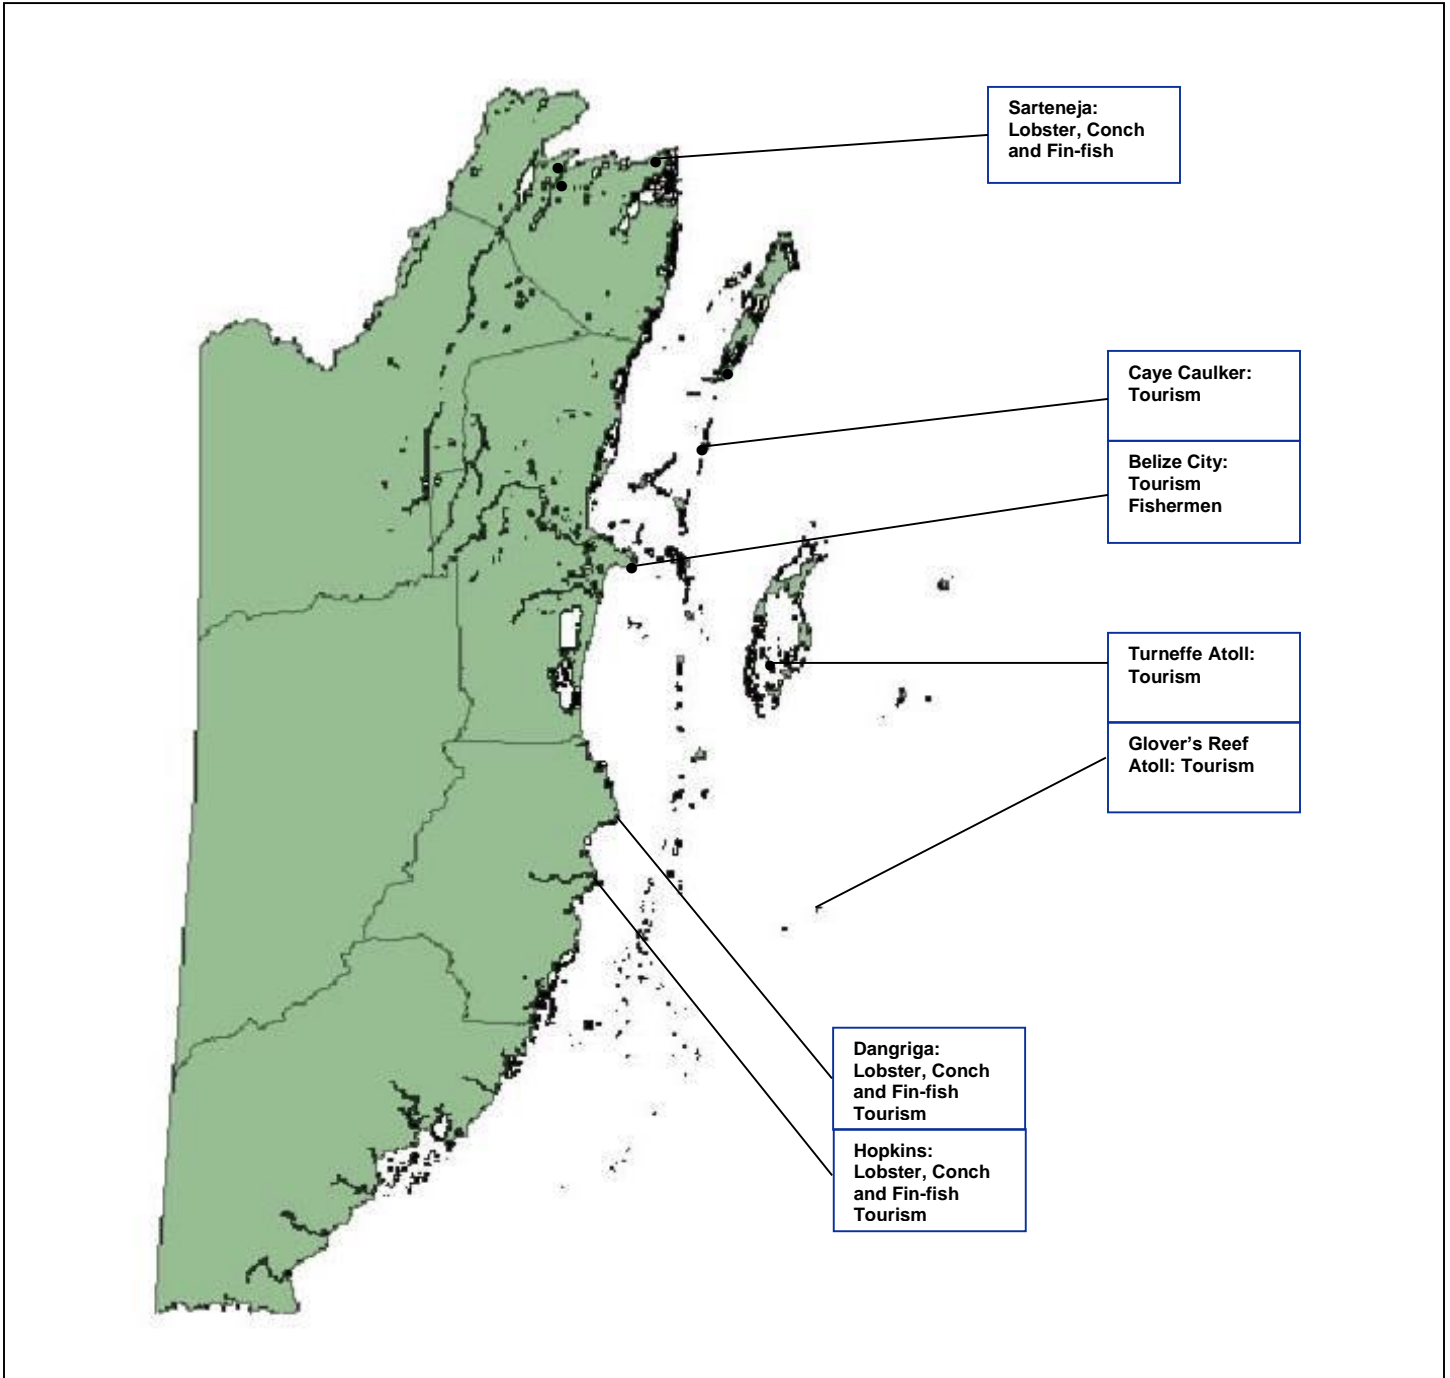 Sarteneja:
Lobster, Conch
and Fin-fish
Caye Caulker:
Tourism
Belize City:
Tourism
Fishermen
Turneffe Atoll:
Tourism
Glover’s Reef
Atoll: Tourism
Dangriga:
Lobster, Conch
and Fin-fish
Tourism
Hopkins:
Lobster, Conch
and Fin-fish
Tourism